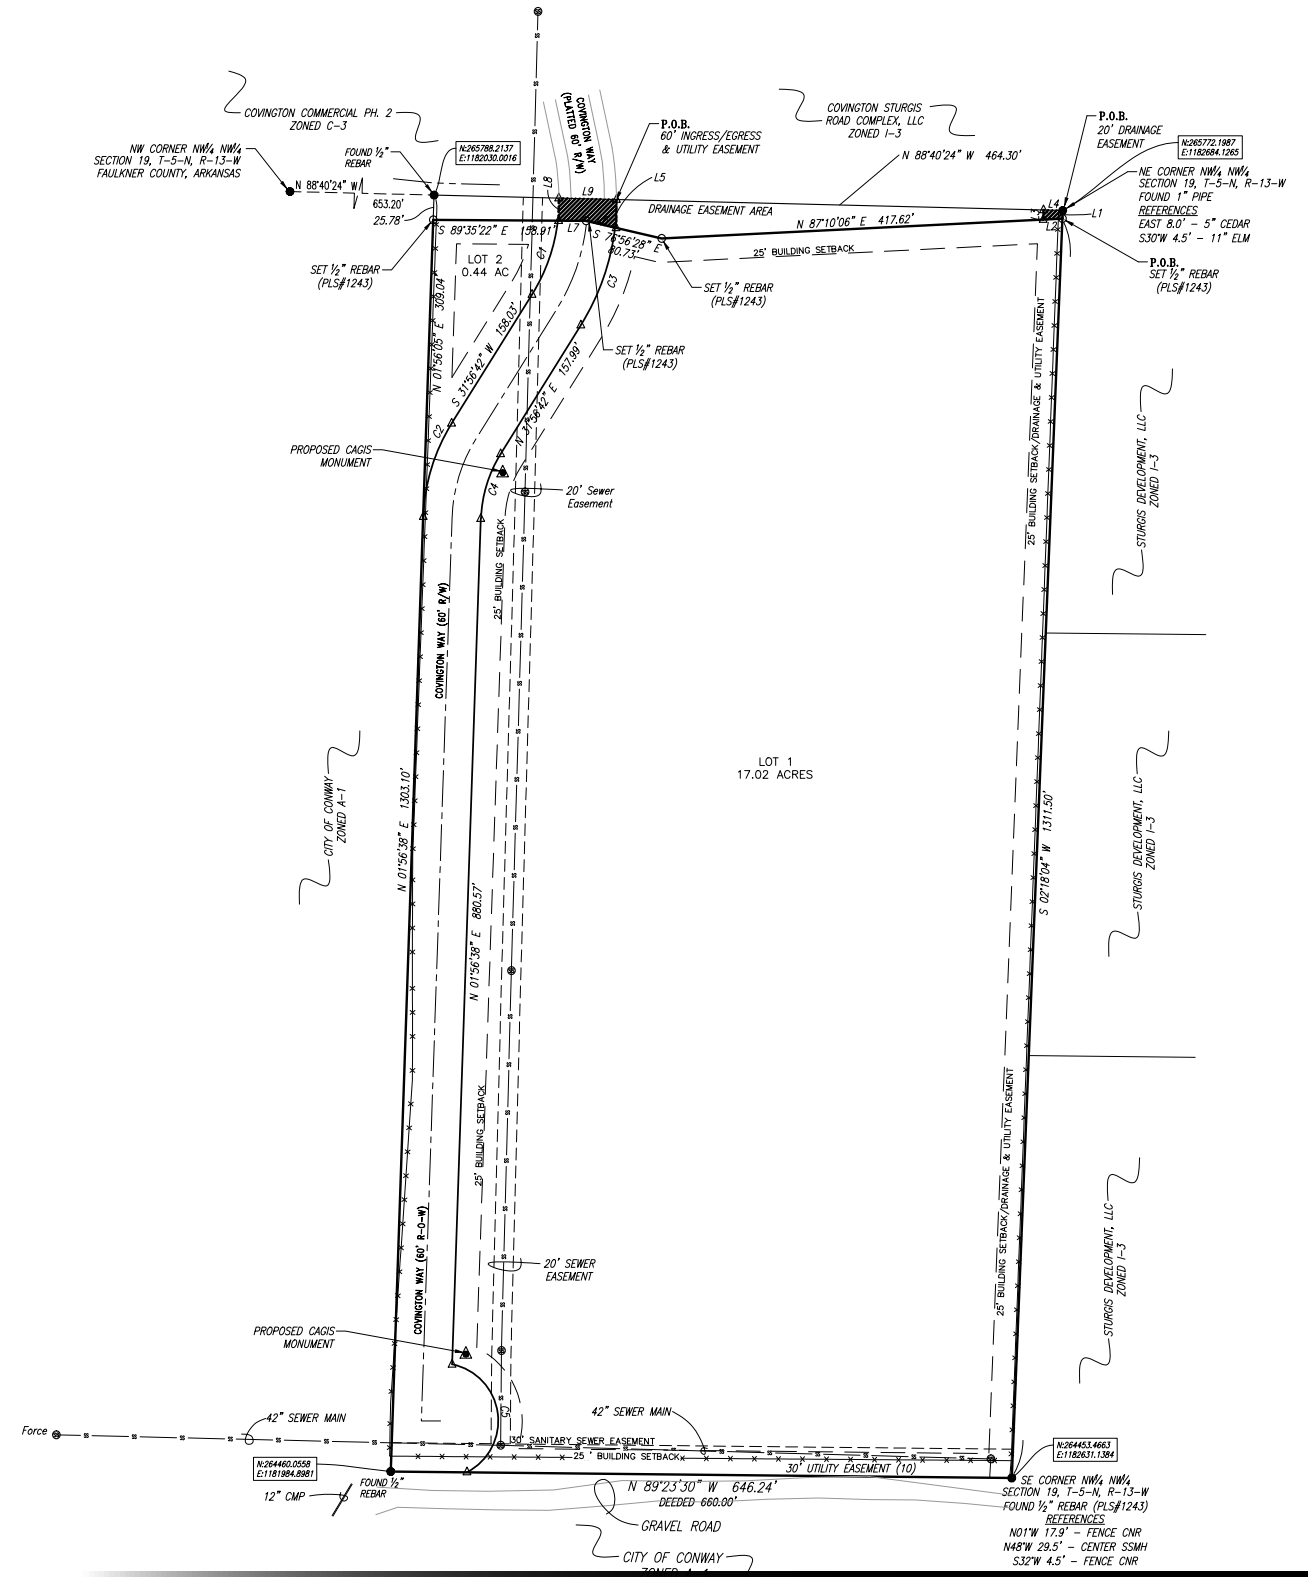 COVINGTON WAY
(PLATTED 60' R/W)
COVINGTON COMMERCIAL PH. 2
ZONED C-3
COVINGTON STURGIS
ROAD COMPLEX, LLC
ZONED I-3
P.O.B.
60' INGRESS/EGRESS
& UTILITY EASEMENT
P.O.B.
20' DRAINAGE
EASEMENT
N:265772.1987
E:1182684.1265
N:265788.2137
E:1182030.0016
NW CORNER NW¼ NW¼
SECTION 19, T-5-N, R-13-W
FAULKNER COUNTY, ARKANSAS
FOUND ½" REBAR
N 88°40'24" W
653.20'
25.78'
N 88°40'24" W 464.30'
NE CORNER NW¼ NW¼
SECTION 19, T-5-N, R-13-W
FOUND 1" PIPE
REFERENCES
EAST 8.0' - 5" CEDAR
S30°W 4.5' - 11" ELM
L8
L9
L5
L4
L1
L2
L3
L7
DRAINAGE EASEMENT AREA
N 87°10'06" E 417.62'
S 89°35'22" E 158.91'
S 76°56'28" E
80.73'
25' BUILDING SETBACK
P.O.B.
SET ½" REBAR
(PLS#1243)
SET ½" REBAR
(PLS#1243)
SET ½" REBAR
(PLS#1243)
SET ½" REBAR
(PLS#1243)
LOT 2
0.44 AC
C1
C3
C2
C4
N 01°56'05" E 309.04'
S 31°56'42" W 158.03'
N 31°56'42" E 157.99'
PROPOSED CAGIS
MONUMENT
20' Sewer
Easement
25' BUILDING SETBACK
25' BUILDING SETBACK/DRAINAGE & UTILITY EASEMENT
STURGIS DEVELOPMENT, LLC
ZONED I-3
COVINGTON WAY (60' R/W)
LOT 1
17.02 ACRES
CITY OF CONWAY
ZONED A-1
N 01°56'38" E 1303.10'
N 01°56'38" E 880.57'
S 02°18'04" W 1311.50'
STURGIS DEVELOPMENT, LLC
ZONED I-3
25' BUILDING SETBACK
25' BUILDING SETBACK/DRAINAGE & UTILITY EASEMENT
STURGIS DEVELOPMENT, LLC
ZONED I-3
COVINGTON WAY (60' R-O-W)
20' SEWER
EASEMENT
PROPOSED CAGIS
MONUMENT
C5
Force
42" SEWER MAIN
42" SEWER MAIN
30' SANITARY SEWER EASEMENT
25' BUILDING SETBACK
30' UTILITY EASEMENT (10)
N:264460.0558
E:1181984.8981
N:264453.4663
E:1182631.1384
FOUND ½"
REBAR
12" CMP
N 89°23'30" W 646.24'
DEEDED 660.00'
GRAVEL ROAD
SE CORNER NW¼ NW¼
SECTION 19, T-5-N, R-13-W
FOUND ½" REBAR (PLS#1243)
REFERENCES
N01°W 17.9' - FENCE CNR
N48°W 29.5' - CENTER SSMH
S32°W 4.5' - FENCE CNR
CITY OF CONWAY